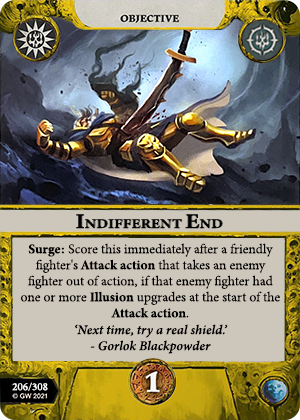 OBJECTIVE
INDIFFERENT END
Surge: Score this immediately after a friendly
fighter's Attack action that takes an enemy
fighter out of action, if that enemy fighter had
one or more Illusion upgrades at the start of the
Attack action.
'Next time, try a real shield.'
- Gorlok Blackpowder
206/308
© GW 2021
1